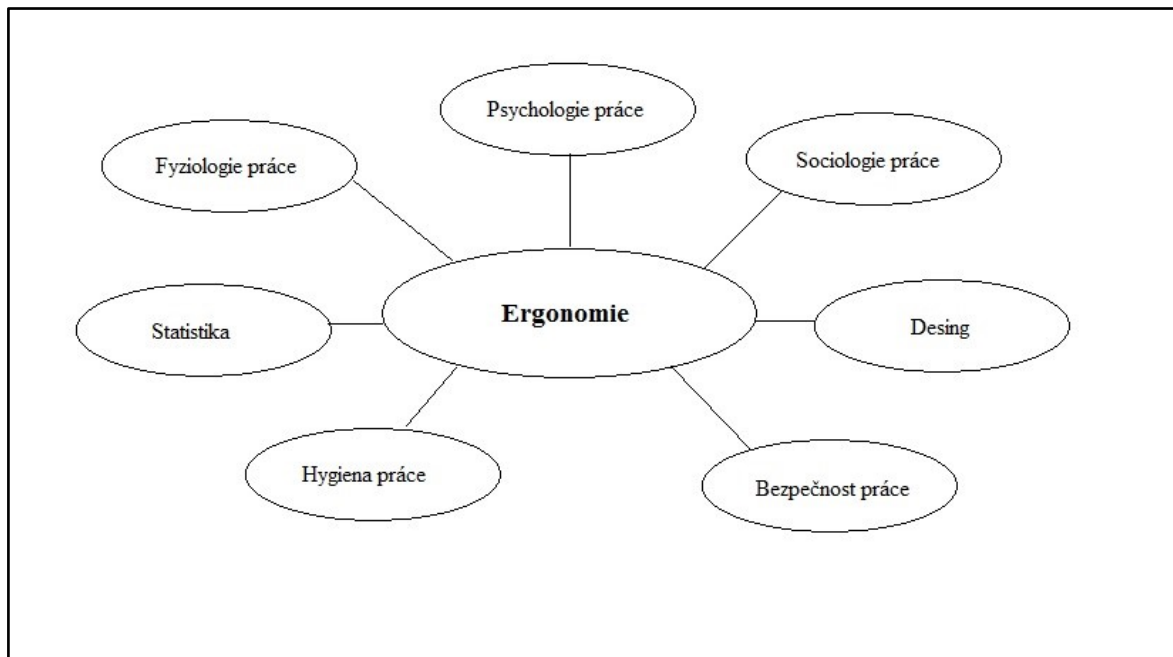 Psychologie práce
Sociologie práce
Fyziologie práce
Ergonomie
Desing
Statistika
Hygiena práce
Bezpečnost práce